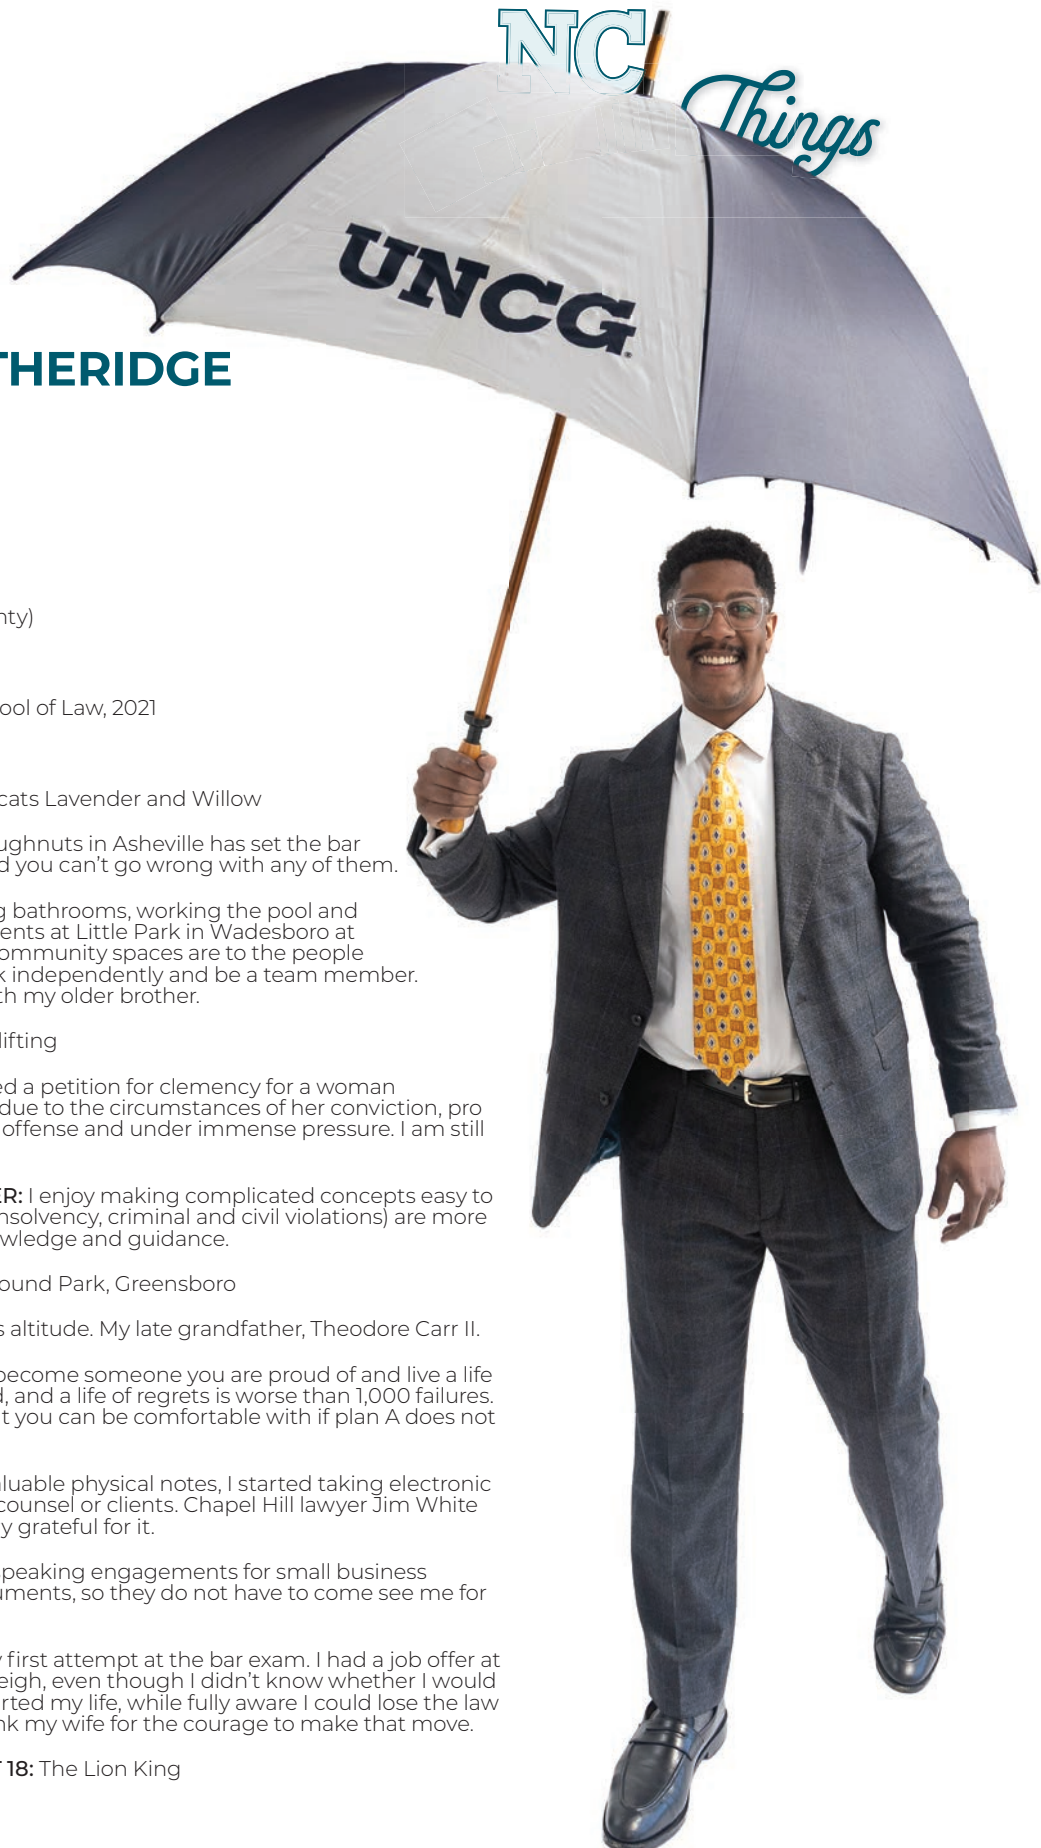 NC
Things
UNCG
THERIDGE
nty)
ool of Law, 2021
cats Lavender and Willow
ughnuts in Asheville has set the bar
d you can't go wrong with any of them.
g bathrooms, working the pool and
ents at Little Park in Wadesboro at
ommunity spaces are to the people
k independently and be a team member.
th my older brother.
lifting
ed a petition for clemency for a woman
due to the circumstances of her conviction, pro
offense and under immense pressure. I am still
ER: I enjoy making complicated concepts easy to
nsolvency, criminal and civil violations) are more
wledge and guidance.
ound Park, Greensboro
s altitude. My late grandfather, Theodore Carr II.
become someone you are proud of and live a life
d, and a life of regrets is worse than 1,000 failures.
t you can be comfortable with if plan A does not
aluable physical notes, I started taking electronic
counsel or clients. Chapel Hill lawyer Jim White
y grateful for it.
speaking engagements for small business
uments, so they do not have to come see me for
y first attempt at the bar exam. I had a job offer at
eigh, even though I didn't know whether I would
arted my life, while fully aware I could lose the law
nk my wife for the courage to make that move.
T 18: The Lion King